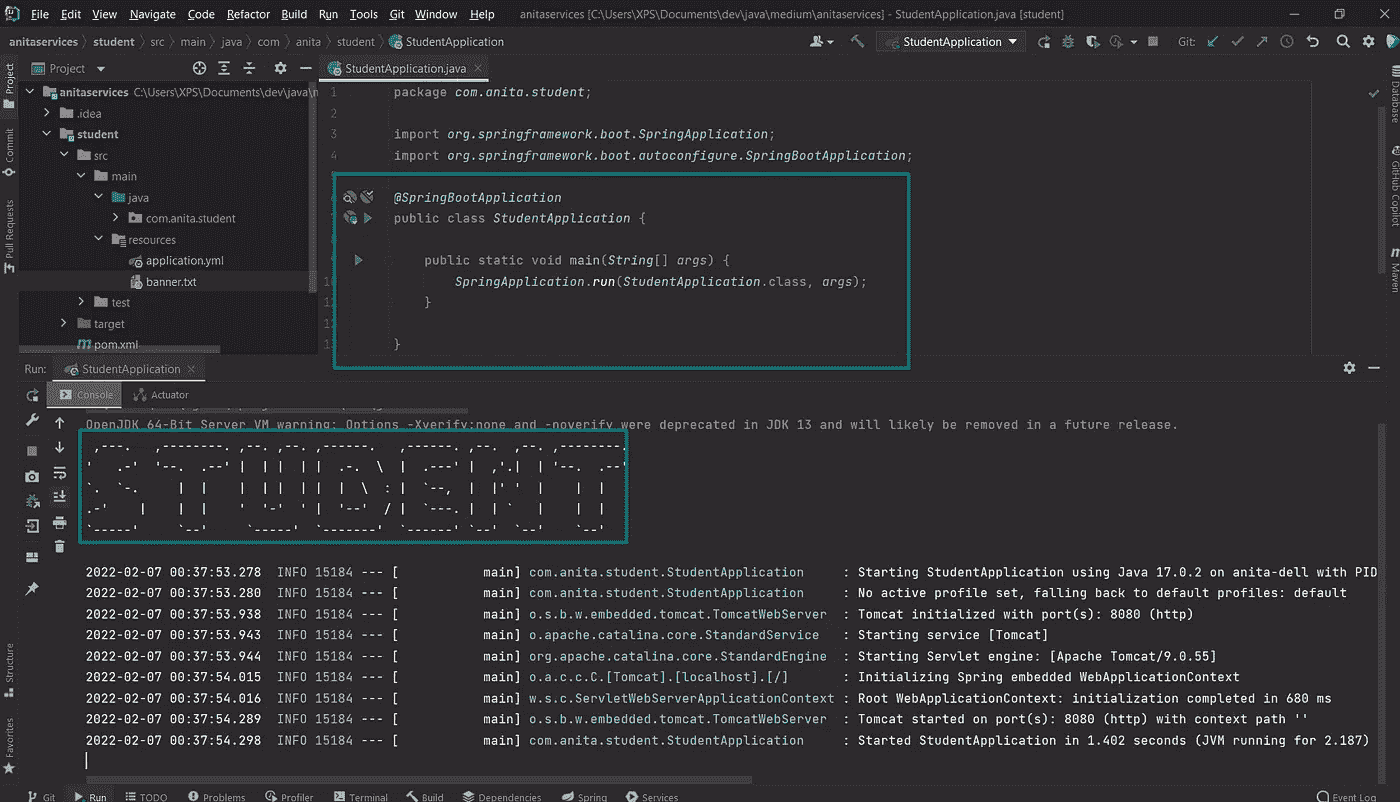 File Edit View Navigate Code Refactor Build Run Tools Git Window Help anitaservices [C:\Users\XPS\Documents\dev\java\medium\anitaservices] - StudentApplication.java [student]
anitaservices student src main java com anita student StudentApplication StudentApplication Git:
Project
Project
StudentApplication.java
anitaservices C:\Users\XPS\Documents\dev\java\m
.idea
student
src
main
java
com.anita.student
resources
application.yml
banner.txt
test
target
pom.xml
Commit
Pull Requests
1 package com.anita.student;
2
3 import org.springframework.boot.SpringApplication;
4 import org.springframework.boot.autoconfigure.SpringBootApplication;
@SpringBootApplication
public class StudentApplication {
public static void main(String[] args) {
SpringApplication.run(StudentApplication.class, args);
}
}
Database
GitHub Copilot
Maven
Run: StudentApplication
Console Actuator
OpenJDK 64-Bit Server VM warning: Options -Xverify:none and -noverify were deprecated in JDK 13 and will likely be removed in a future release.
STUDENT
2022-02-07 00:37:53.278 INFO 15184 --- [ main] com.anita.student.StudentApplication : Starting StudentApplication using Java 17.0.2 on anita-dell with PID
2022-02-07 00:37:53.280 INFO 15184 --- [ main] com.anita.student.StudentApplication : No active profile set, falling back to default profiles: default
2022-02-07 00:37:53.938 INFO 15184 --- [ main] o.s.b.w.embedded.tomcat.TomcatWebServer : Tomcat initialized with port(s): 8080 (http)
2022-02-07 00:37:53.943 INFO 15184 --- [ main] o.apache.catalina.core.StandardService : Starting service [Tomcat]
2022-02-07 00:37:53.944 INFO 15184 --- [ main] org.apache.catalina.core.StandardEngine : Starting Servlet engine: [Apache Tomcat/9.0.55]
2022-02-07 00:37:54.015 INFO 15184 --- [ main] o.a.c.c.C.[Tomcat].[localhost].[/] : Initializing Spring embedded WebApplicationContext
2022-02-07 00:37:54.016 INFO 15184 --- [ main] w.s.c.ServletWebServerApplicationContext : Root WebApplicationContext: initialization completed in 680 ms
2022-02-07 00:37:54.289 INFO 15184 --- [ main] o.s.b.w.embedded.tomcat.TomcatWebServer : Tomcat started on port(s): 8080 (http) with context path ''
2022-02-07 00:37:54.298 INFO 15184 --- [ main] com.anita.student.StudentApplication : Started StudentApplication in 1.402 seconds (JVM running for 2.187)
Structure
Favorites
Git Run TODO Problems Profiler Terminal Build Dependencies Spring Services Event Log